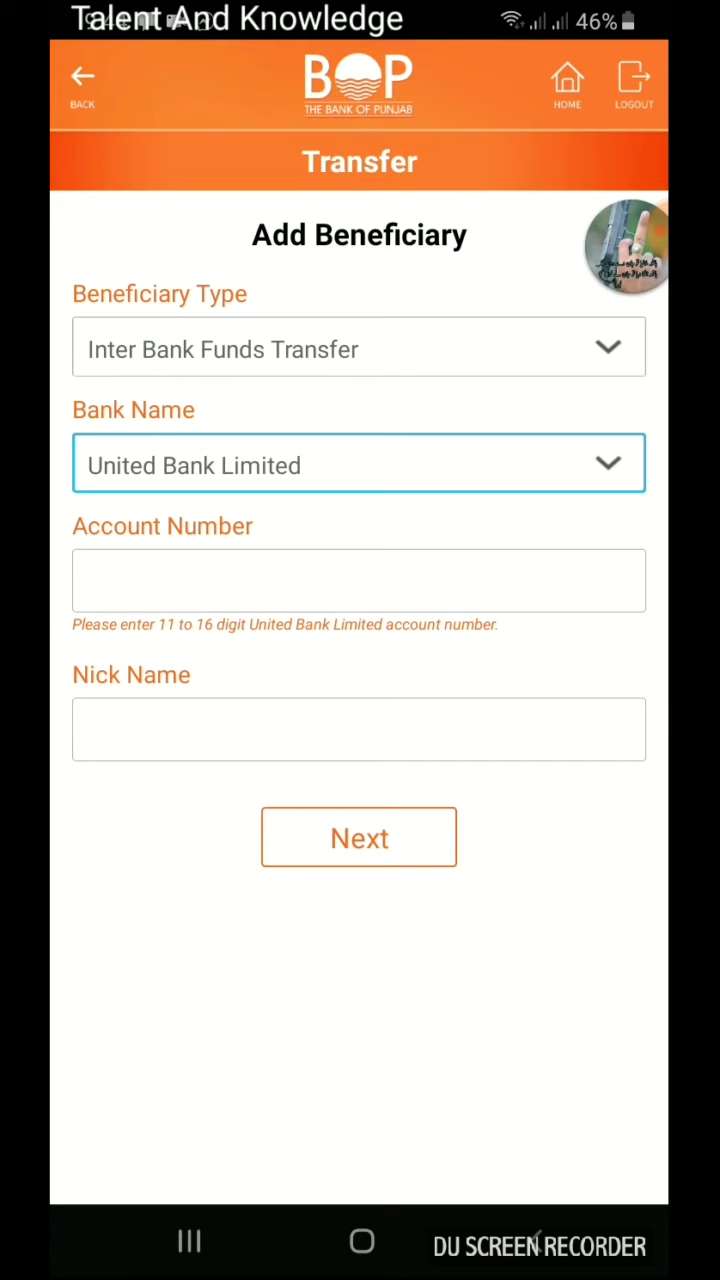 Talent And Knowledge
46%
BACK
BOP
THE BANK OF PUNJAB
HOME
LOGOUT
Transfer
Add Beneficiary
Beneficiary Type
Inter Bank Funds Transfer
Bank Name
United Bank Limited
Account Number
Please enter 11 to 16 digit United Bank Limited account number.
Nick Name
Next
DU SCREEN RECORDER